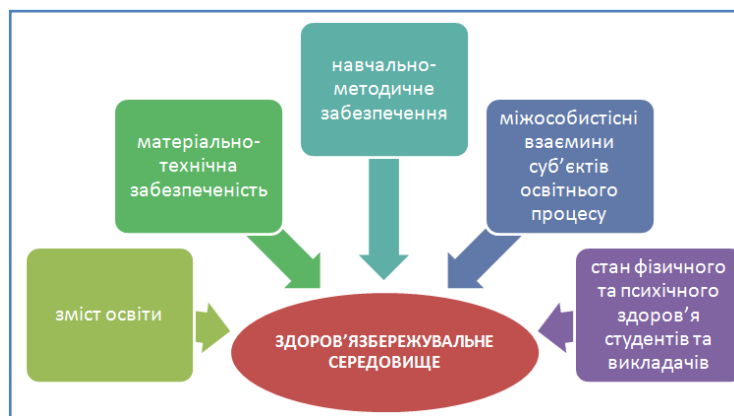 зміст освіти
матеріально-
технічна
забезпеченість
навчально-
методичне
забезпечення
міжособистісні
взаємини
суб’єктів
освітнього
процесу
стан фізичного
та психічного
здоров’я
студентів та
викладачів
ЗДОРОВ’ЯЗБЕРЕЖУВАЛЬНЕ
СЕРЕДОВИЩЕ